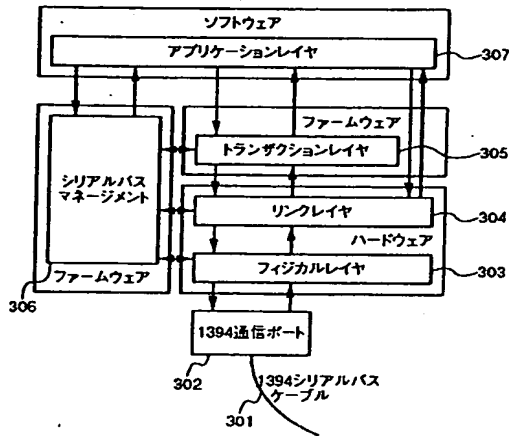 ソフトウェア
アプリケーションレイヤ
307
ファームウェア
トランザクションレイヤ
305
シリアルバス
マネージメント
リンクレイヤ
304
ハードウェア
フィジカルレイヤ
303
ファームウェア
306
1394通信ポート
302
1394シリアルバス
ケーブル
301